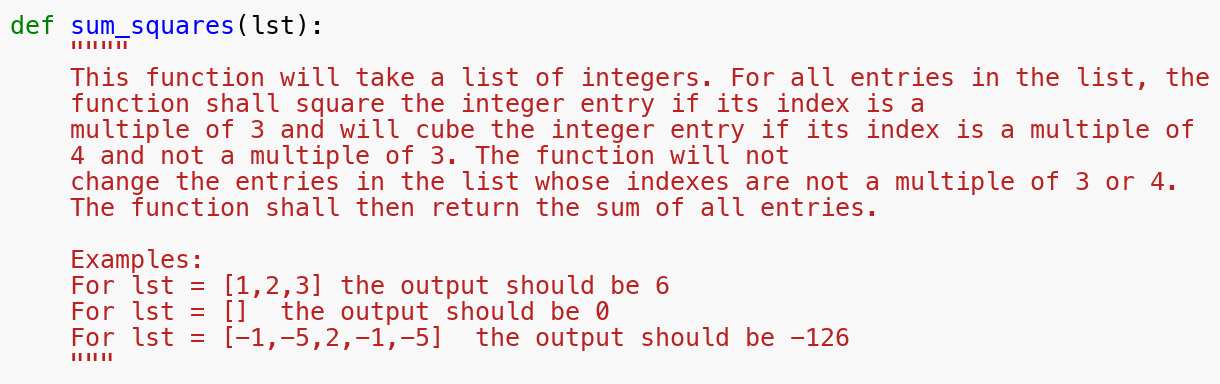 def sum_squares(lst):
    """"
    This function will take a list of integers. For all entries in the list, the
    function shall square the integer entry if its index is a
    multiple of 3 and will cube the integer entry if its index is a multiple of
    4 and not a multiple of 3. The function will not
    change the entries in the list whose indexes are not a multiple of 3 or 4.
    The function shall then return the sum of all entries.

    Examples:
    For lst = [1,2,3] the output should be 6
    For lst = []  the output should be 0
    For lst = [−1,−5,2,−1,−5]  the output should be −126
    """